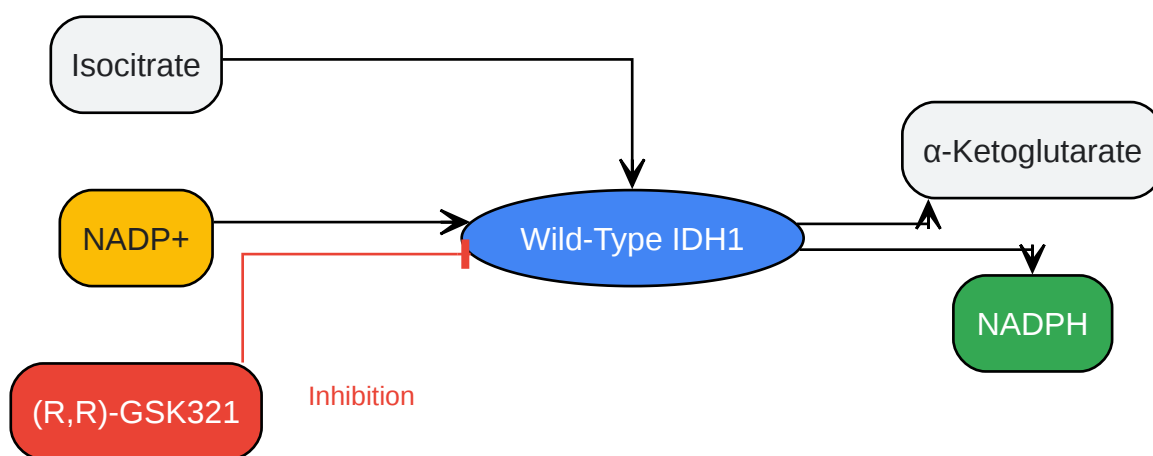 Isocitrate
α-Ketoglutarate
NADP+
Wild-Type IDH1
NADPH
(R,R)-GSK321
Inhibition